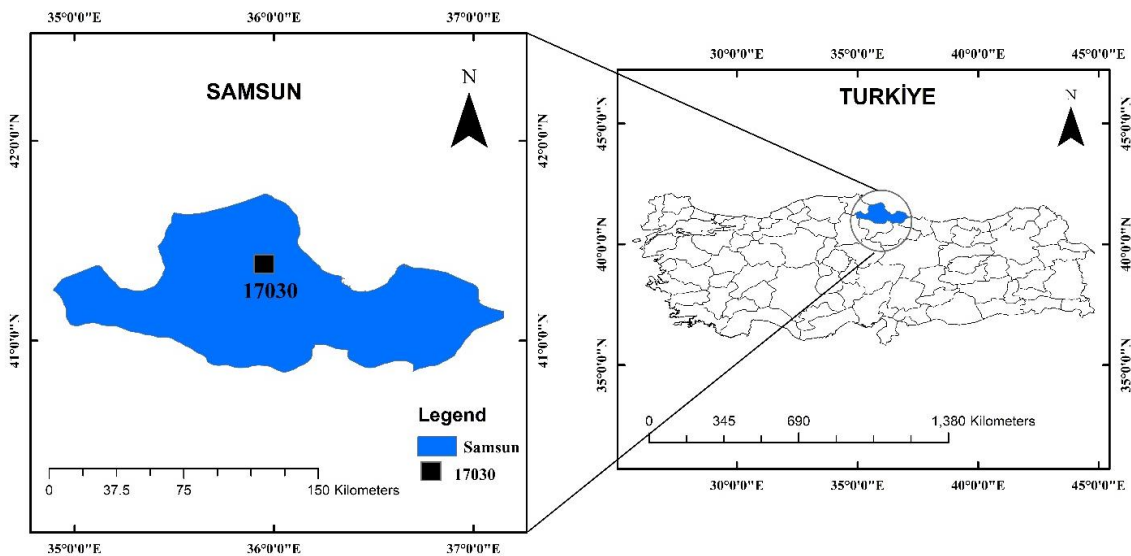 35°0'0"E 36°0'0"E 37°0'0"E
42°0'0"N
41°0'0"N
SAMSUN
N
17030
Legend
Samsun
17030
0 37.5 75 150 Kilometers
42°0'0"N
41°0'0"N
35°0'0"E 36°0'0"E 37°0'0"E
30°0'0"E 35°0'0"E 40°0'0"E 45°0'0"E
45°0'0"N
40°0'0"N
35°0'0"N
TURKİYE
N
0 345 690 1,380 Kilometers
45°0'0"N
40°0'0"N
35°0'0"N
30°0'0"E 35°0'0"E 40°0'0"E 45°0'0"E